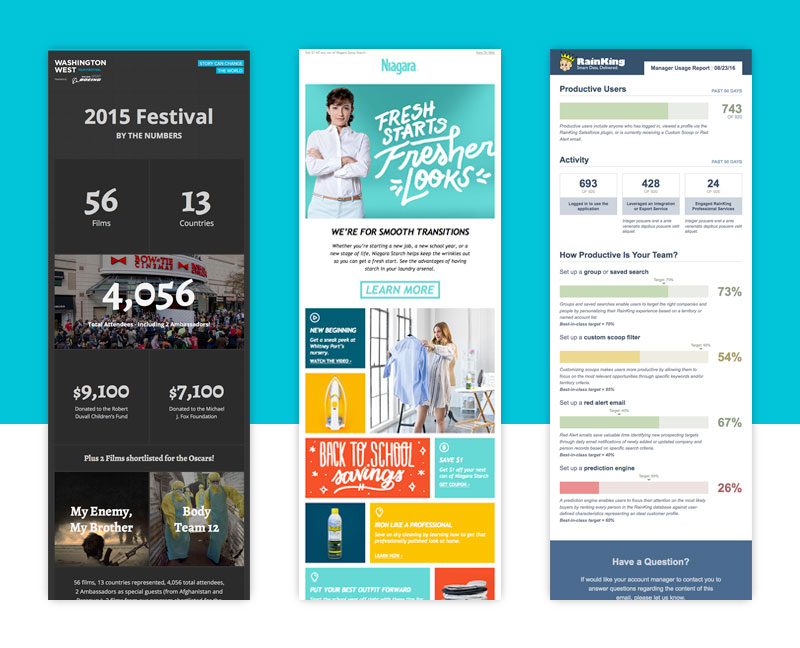 WASHINGTON
WEST
STORY CAN CHANGE
THE WORLD
BOEING
2015 Festival
BY THE NUMBERS
56
Films
13
Countries
BOW TIE
CINEMAS
4,056
Total Attendees - Including 2 Ambassadors!
$9,100
Donated to the Robert
Duvall Children's Fund
$7,100
Donated to the Michael
J. Fox Foundation
Plus 2 Films shortlisted for the Oscars!
My Enemy,
My Brother
Body
Team 12
56 films, 13 countries represented, 4,056 total attendees,
2 Ambassadors as special guests (from Afghanistan and
Niagara
FRESH
STARTS
Fresher
LOOKS
WE'RE FOR SMOOTH TRANSITIONS
Whether you're starting a new job, a new school year, or a
new stage of life, Niagara Starch helps keep the wrinkles out
so you can get a fresh start. See the advantages of having
starch in your laundry arsenal.
LEARN MORE
NEW BEGINNING
Get a sneak peek at
Whitney Port's
nursery.
WATCH THE VIDEO ›
BACK TO SCHOOL
savings
SAVE $1
Get $1 off your next
can of Niagara Starch
GET COUPON ›
IRON LIKE A PROFESSIONAL
Save on dry-cleaning by learning how to get that
professionally polished look at home.
LEARN HOW ›
PUT YOUR BEST OUTFIT FORWARD
RainKing
Smart Data. Delivered.
Manager Usage Report : 08/23/16
Productive Users
PAST 90 DAYS
743
OF 920
Productive users include anyone who has logged in, viewed a profile via the
RainKing Salesforce plugin, or is currently receiving a Custom Scoop or Red
Alert email.
Activity
PAST 90 DAYS
693
OF 920
Logged in to use the
application
428
OF 920
Leveraged an Integration
or Export Service
Integer posuere erat a ante
venenatis dapibus posuere velit
aliquet.
24
OF 920
Engaged RainKing
Professional Services
Integer posuere erat a ante
venenatis dapibus posuere velit
aliquet.
How Productive Is Your Team?
Set up a group or saved search
Target: 70%
73%
Groups and saved searches enable users to target the right companies and
people by personalizing their RainKing experience based on a territory or
named account list.
Best-in-class target = 70%
Set up a custom scoop filter
54%
Customizing scoops makes users more productive by allowing them to
focus on the most relevant opportunities through specific keywords and/or
territory criteria.
Set up a red alert email
Target: 40%
67%
Red Alert emails save valuable time identifying new prospecting targets
through daily email notifications of newly added or updated company and
person records based on specific search criteria.
Best-in-class target = 40%
Set up a prediction engine
Target: 60%
26%
A prediction engine enables users to focus their attention on the most likely
buyers by ranking every person in the RainKing database against user
defined characteristics representing an ideal customer profile
Best-in-class target = 60%
Have a Question?
If would like your account manager to contact you to
answer questions regarding the content of this
email, please let us know.